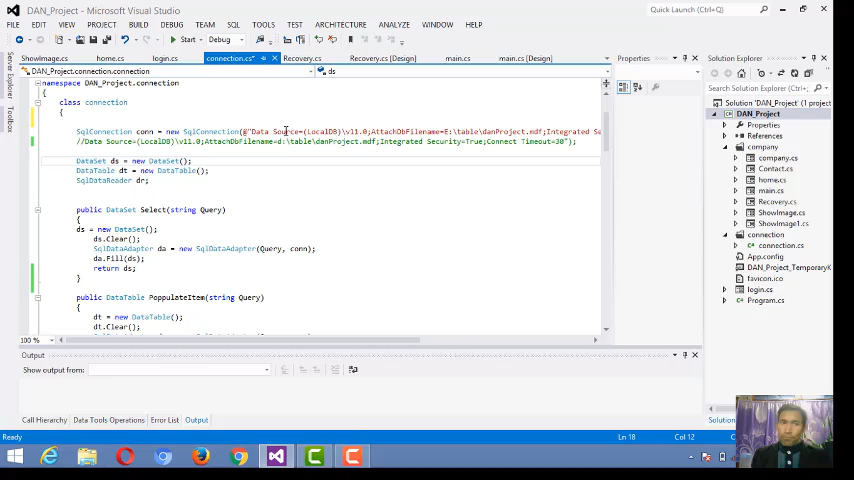 DAN_Project - Microsoft Visual Studio
Quick Launch (Ctrl+Q)
FILE EDIT VIEW PROJECT BUILD DEBUG TEAM SQL TOOLS TEST ARCHITECTURE ANALYZE WINDOW HELP
Start Debug
ShowImage.cs home.cs login.cs connection.cs* Recovery.cs Recovery.cs [Design] main.cs main.cs [Design]
DAN_Project.connection.connection ds
namespace DAN_Project.connection
{
class connection
{
SqlConnection conn = new SqlConnection(@"Data Source=(LocalDB)\v11.0;AttachDbFilename=E:\table\danProject.mdf;Integrated Se
//Data Source=(LocalDB)\v11.0;AttachDbFilename=d:\table\danProject.mdf;Integrated Security=True;Connect Timeout=30");
DataSet ds = new DataSet();
DataTable dt = new DataTable();
SqlDataReader dr;
public DataSet Select(string Query)
{
ds = new DataSet();
ds.Clear();
SqlDataAdapter da = new SqlDataAdapter(Query, conn);
da.Fill(ds);
return ds;
}
public DataTable PoppulateItem(string Query)
{
dt = new DataTable();
dt.Clear();
100 %
Output
Show output from:
Call Hierarchy Data Tools Operations Error List Output
Ready Ln 18 Col 12
Server Explorer
Toolbox
Properties
Solution Explorer
Solution 'DAN_Project' (1 project)
DAN_Project
Properties
References
company
company.cs
Contact.cs
home.cs
main.cs
Recovery.cs
ShowImage.cs
ShowImage1.cs
connection
connection.cs
App.config
DAN_Project_TemporaryK
favicon.ico
login.cs
Program.cs